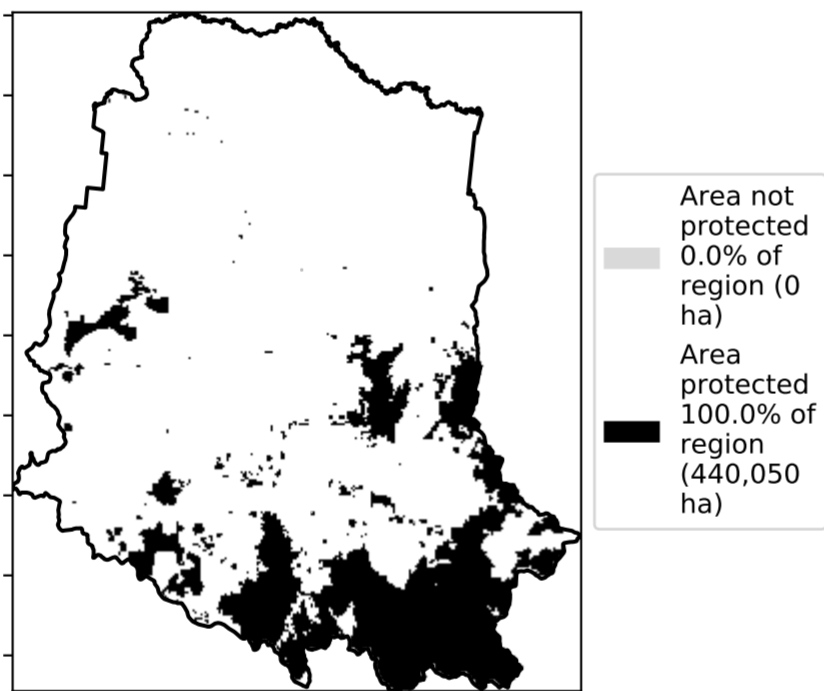 Area not
protected
0.0% of
region (0
ha)
Area
protected
100.0% of
region
(440,050
ha)